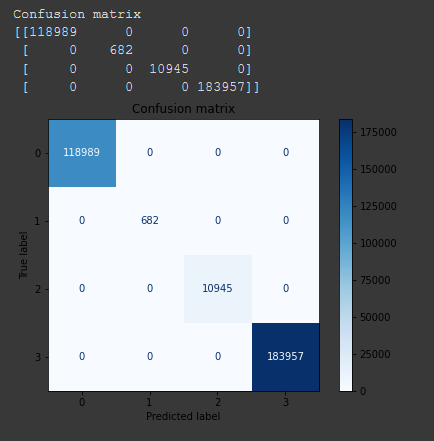 Confusion matrix
[[118989 0 0 0]
[ 0 682 0 0]
[ 0 0 10945 0]
[ 0 0 0 183957]]
Confusion matrix
0 118989 0 0 0
1 0 682 0 0
2 0 0 10945 0
3 0 0 0 183957
0 1 2 3
True label
Predicted label
175000
150000
125000
100000
75000
50000
25000
0